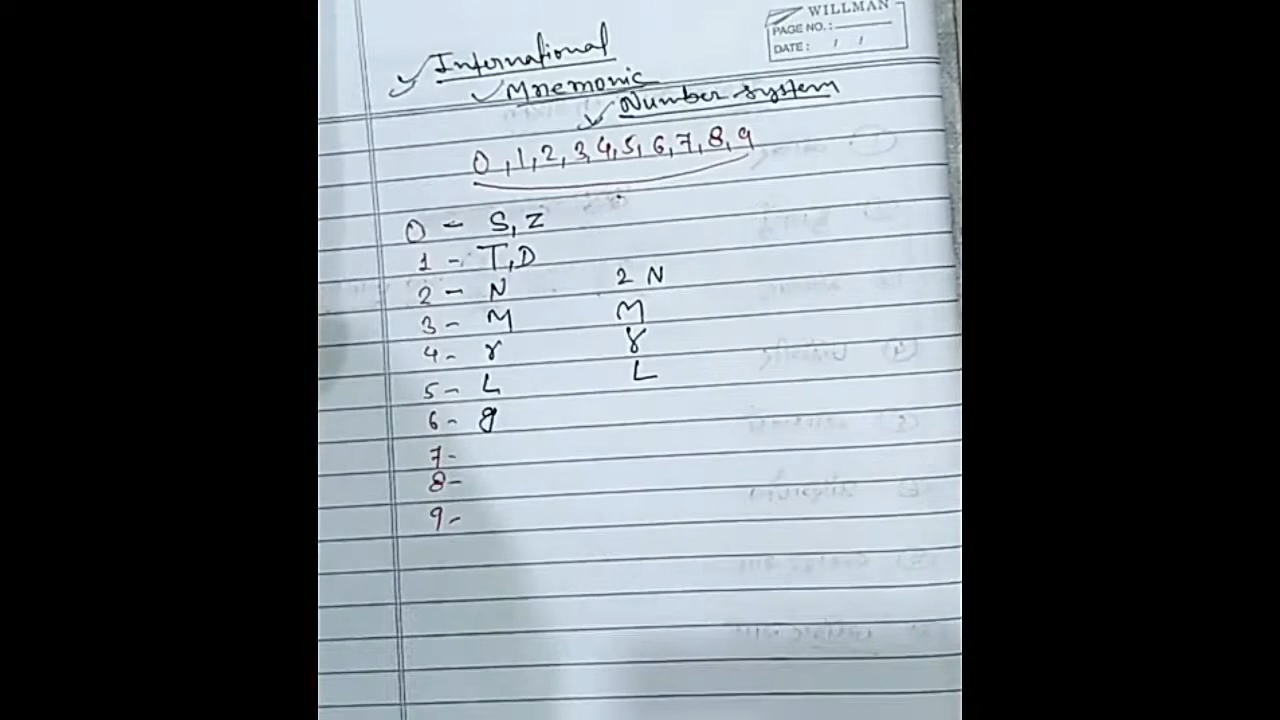 WILLMAN
PAGE NO.:
DATE: / /
International
Mnemonic
Number system
0, 1, 2, 3, 4, 5, 6, 7, 8, 9
0 - S, Z
1 - T, D
2 - N 2 N
3 - M M
4 - r r
5 - L L
6 - g
7 -
8 -
9 -